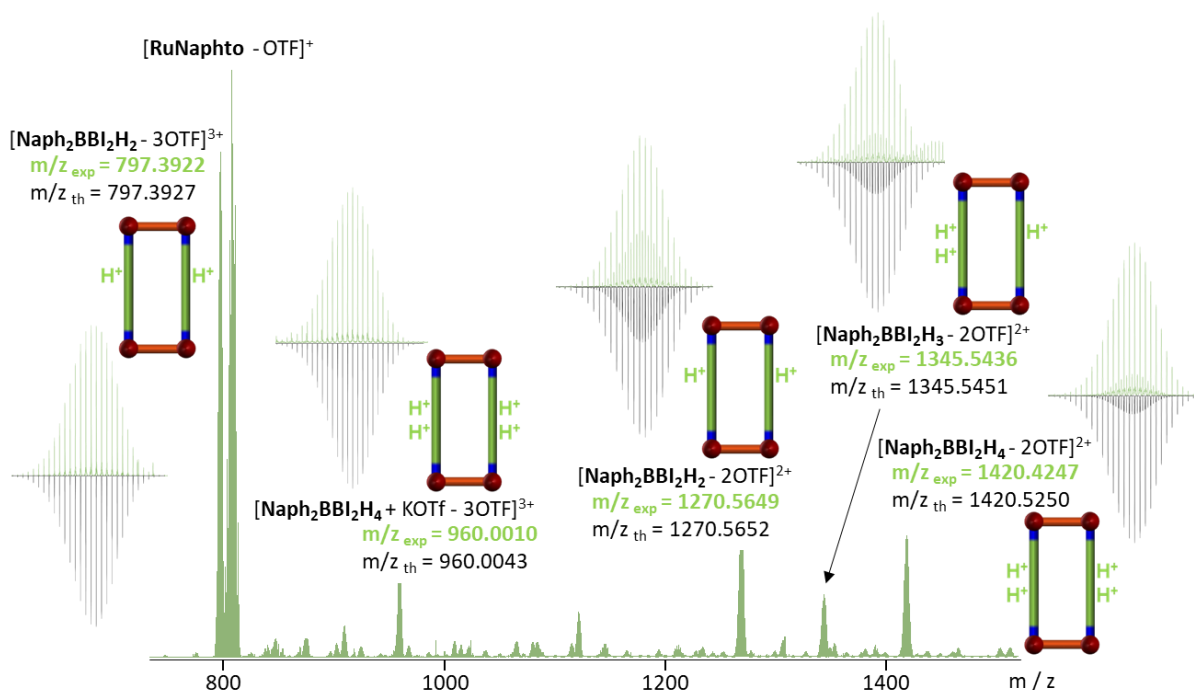 [RuNaphto - OTF]⁺
[Naph₂BBI₂H₂ - 3OTF]³⁺
m/z exp = 797.3922
m/z th = 797.3927
H⁺ H⁺
[Naph₂BBI₂H₄ + KOTf - 3OTF]³⁺
m/z exp = 960.0010
m/z th = 960.0043
H⁺ H⁺
H⁺ H⁺
[Naph₂BBI₂H₂ - 2OTF]²⁺
m/z exp = 1270.5649
m/z th = 1270.5652
H⁺ H⁺
[Naph₂BBI₂H₃ - 2OTF]²⁺
m/z exp = 1345.5436
m/z th = 1345.5451
H⁺ H⁺
H⁺
[Naph₂BBI₂H₄ - 2OTF]²⁺
m/z exp = 1420.4247
m/z th = 1420.5250
H⁺ H⁺
H⁺ H⁺
800 1000 1200 1400 m / z